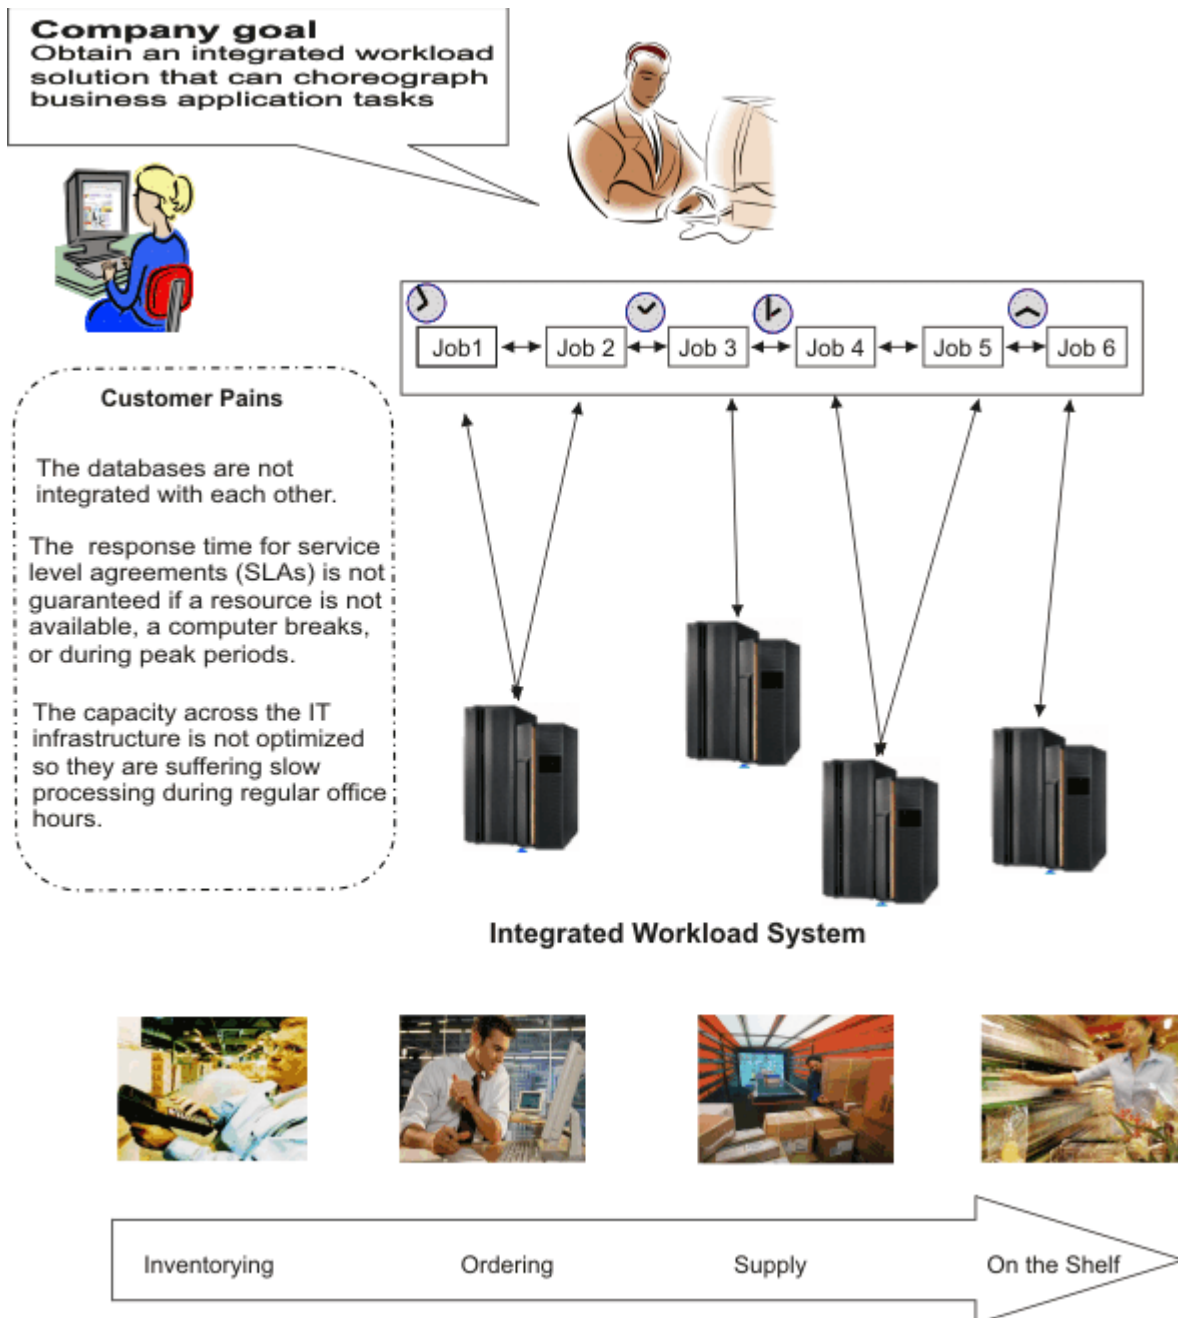 Company goal
Obtain an integrated workload
solution that can choreograph
business application tasks
Job1
Job 2
Job 3
Job 4
Job 5
Job 6
Customer Pains
The databases are not
integrated with each other.
The response time for service
level agreements (SLAs) is not
guaranteed if a resource is not
available, a computer breaks,
or during peak periods.
The capacity across the IT
infrastructure is not optimized
so they are suffering slow
processing during regular office
hours.
Integrated Workload System
Inventorying
Ordering
Supply
On the Shelf